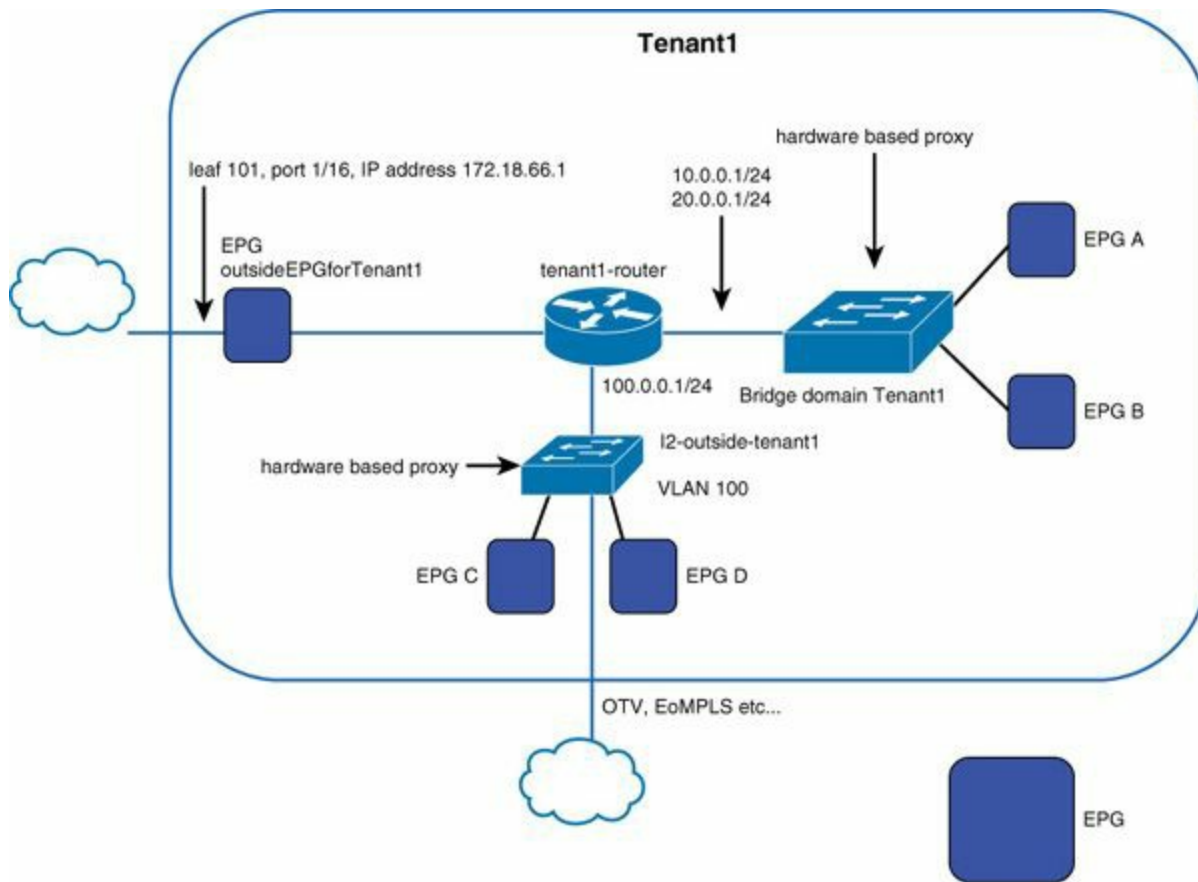 Tenant1
hardware based proxy
leaf 101, port 1/16, IP address 172.18.66.1
10.0.0.1/24
20.0.0.1/24
EPG
outsideEPGforTenant1
tenant1-router
EPG A
100.0.0.1/24
Bridge domain Tenant1
EPG B
l2-outside-tenant1
hardware based proxy
VLAN 100
EPG C
EPG D
OTV, EoMPLS etc...
EPG